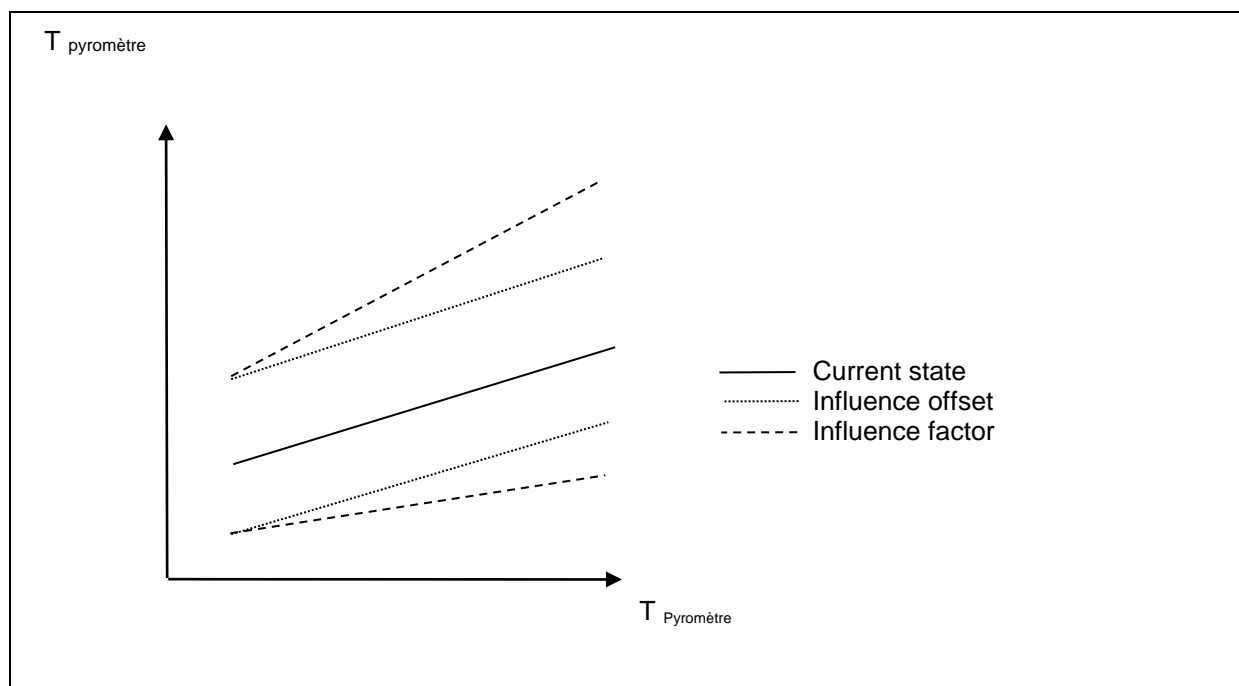 T pyromètre
Current state
Influence offset
Influence factor
T Pyromètre